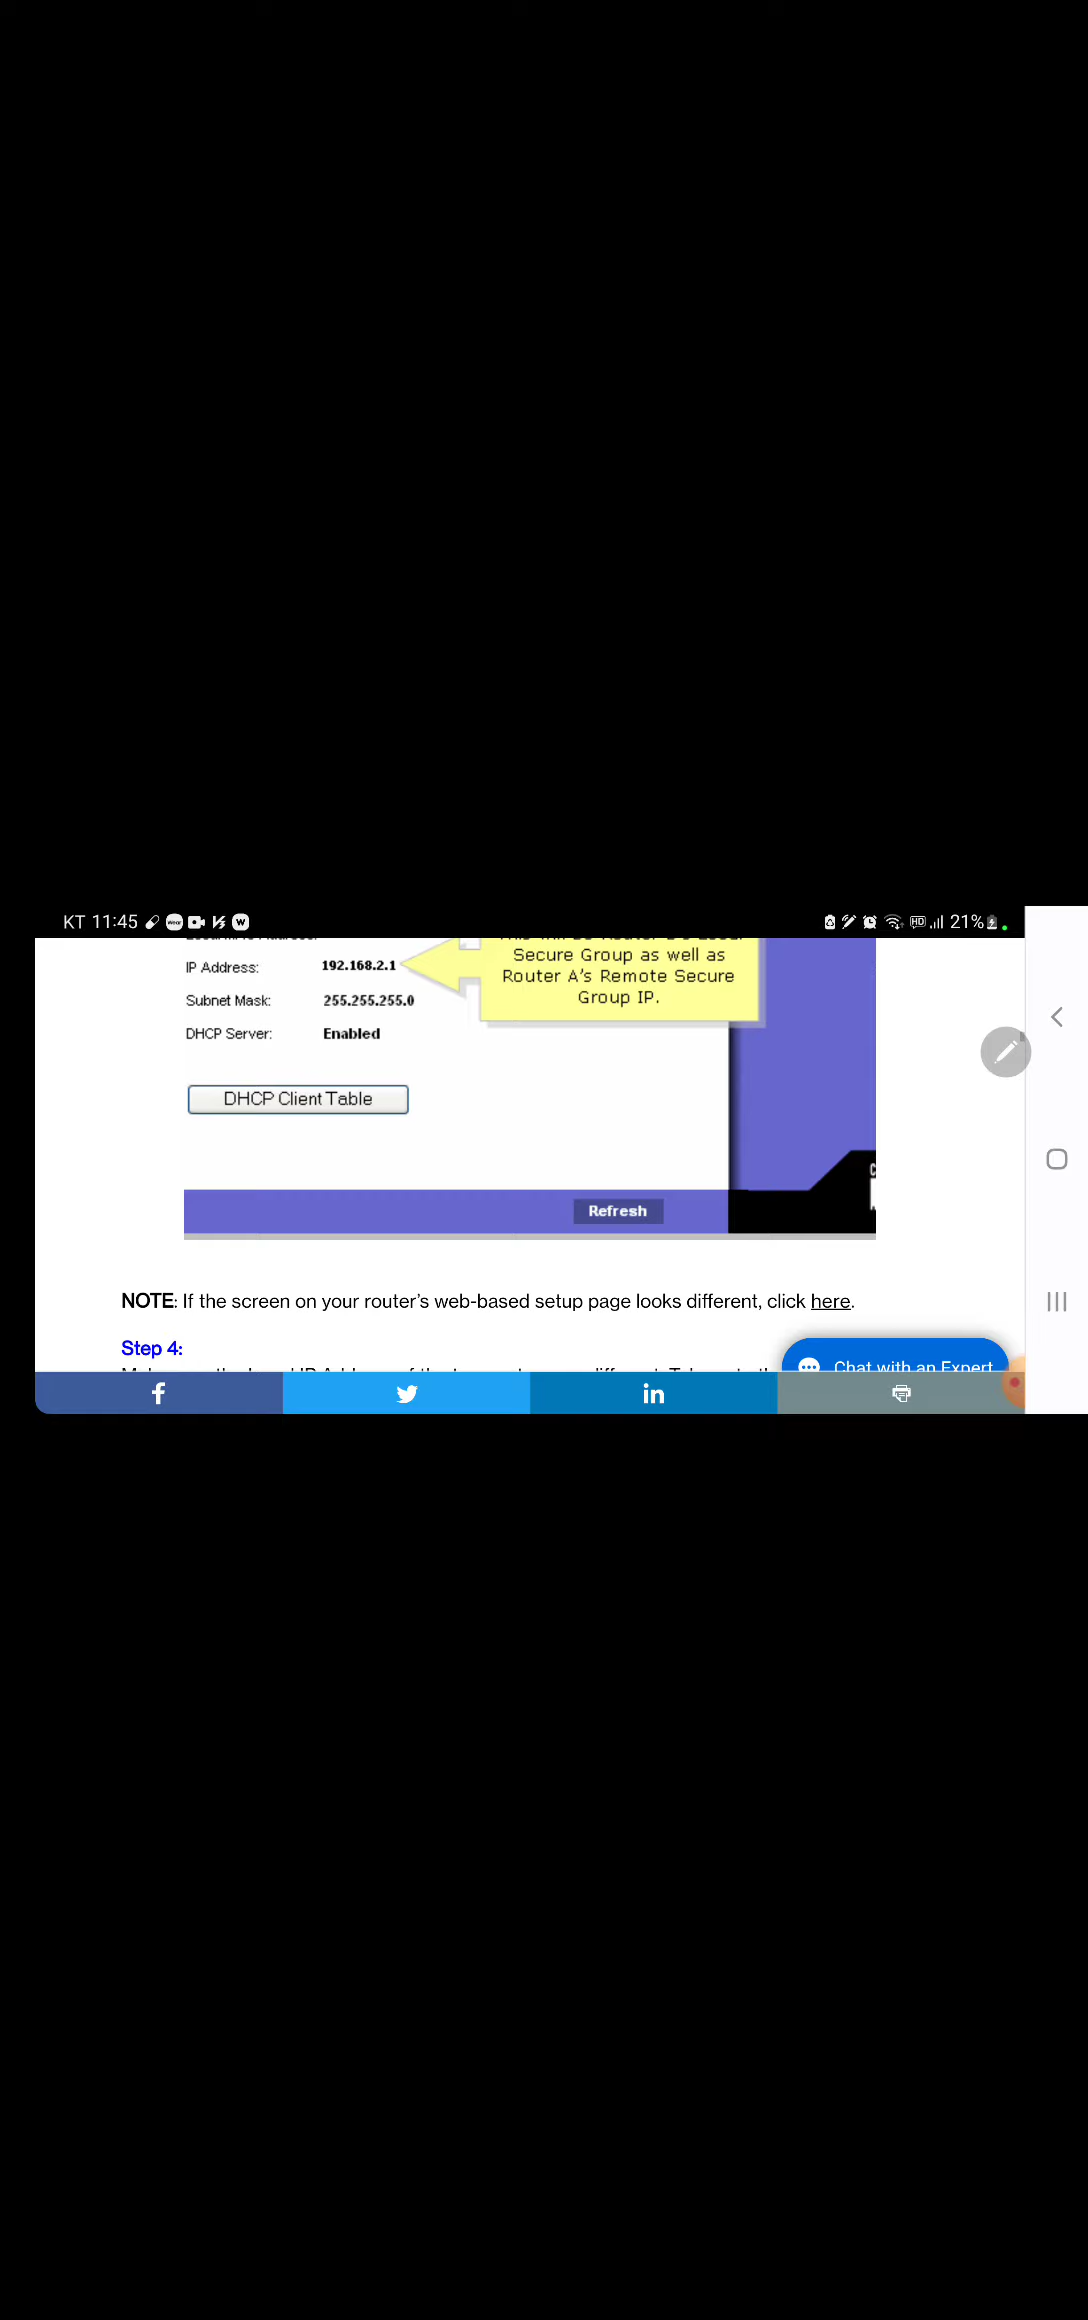 KT 11:45
HD 21%
Secure Group as well as
IP Address: 192.168.2.1
Router A's Remote Secure
Group IP.
Subnet Mask: 255.255.255.0
DHCP Server: Enabled
DHCP Client Table
Refresh
NOTE: If the screen on your router's web-based setup page looks different, click here.
Step 4:
Chat with an Expert
f
in